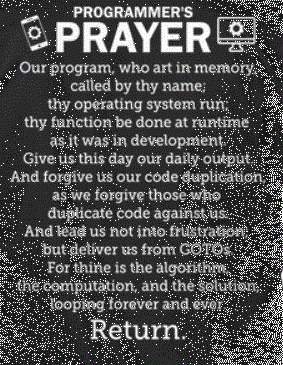 PROGRAMMER'S
PRAYER
Our program, who art in memory,
called by thy name;
thy operating system run;
thy function be done at runtime
as it was in development.
Give us this day our daily output.
And forgive us our code duplication
as we forgive those who
duplicate code against us.
And lead us not into frustration;
but deliver us from GOTOs.
For thine is the algorithm,
the computation, and the solution,
looping forever and ever.
Return.